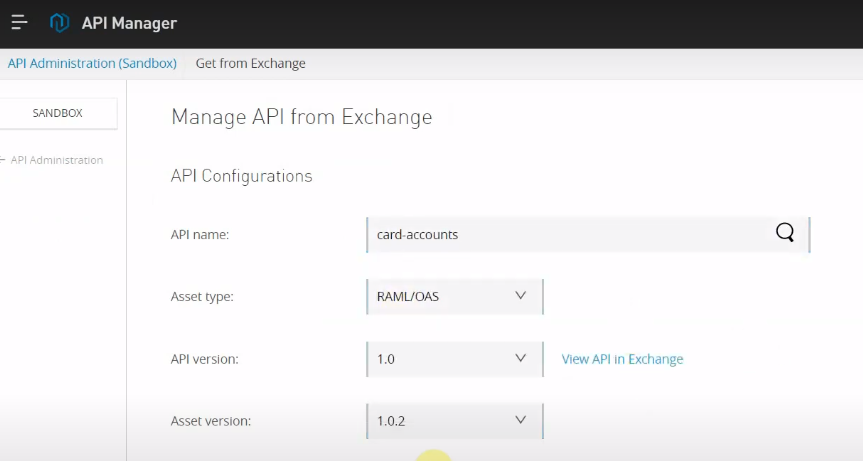 API Manager
API Administration (Sandbox) Get from Exchange
SANDBOX
← API Administration
Manage API from Exchange
API Configurations
API name: card-accounts
Asset type: RAML/OAS
API version: 1.0 View API in Exchange
Asset version: 1.0.2